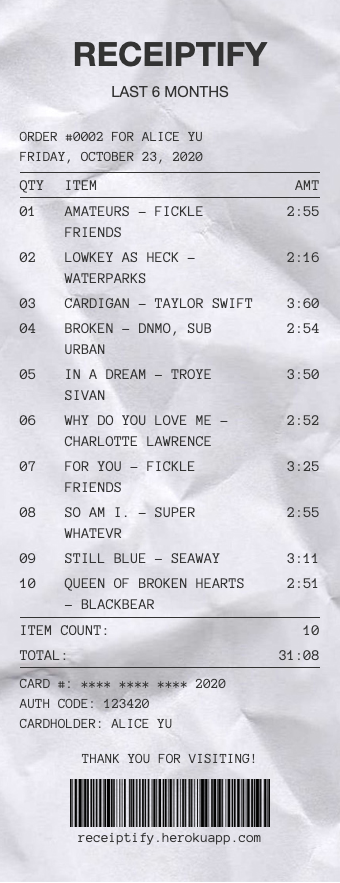 RECEIPTIFY
LAST 6 MONTHS
ORDER #0002 FOR ALICE YU
FRIDAY, OCTOBER 23, 2020
QTY ITEM AMT
01 AMATEURS – FICKLE 2:55
FRIENDS
02 LOWKEY AS HECK – 2:16
WATERPARKS
03 CARDIGAN – TAYLOR SWIFT 3:60
04 BROKEN – DNMO, SUB 2:54
URBAN
05 IN A DREAM – TROYE 3:50
SIVAN
06 WHY DO YOU LOVE ME – 2:52
CHARLOTTE LAWRENCE
07 FOR YOU – FICKLE 3:25
FRIENDS
08 SO AM I. – SUPER 2:55
WHATEVR
09 STILL BLUE – SEAWAY 3:11
10 QUEEN OF BROKEN HEARTS 2:51
– BLACKBEAR
ITEM COUNT: 10
TOTAL: 31:08
CARD #: **** **** **** 2020
AUTH CODE: 123420
CARDHOLDER: ALICE YU
THANK YOU FOR VISITING!
receiptify.herokuapp.com